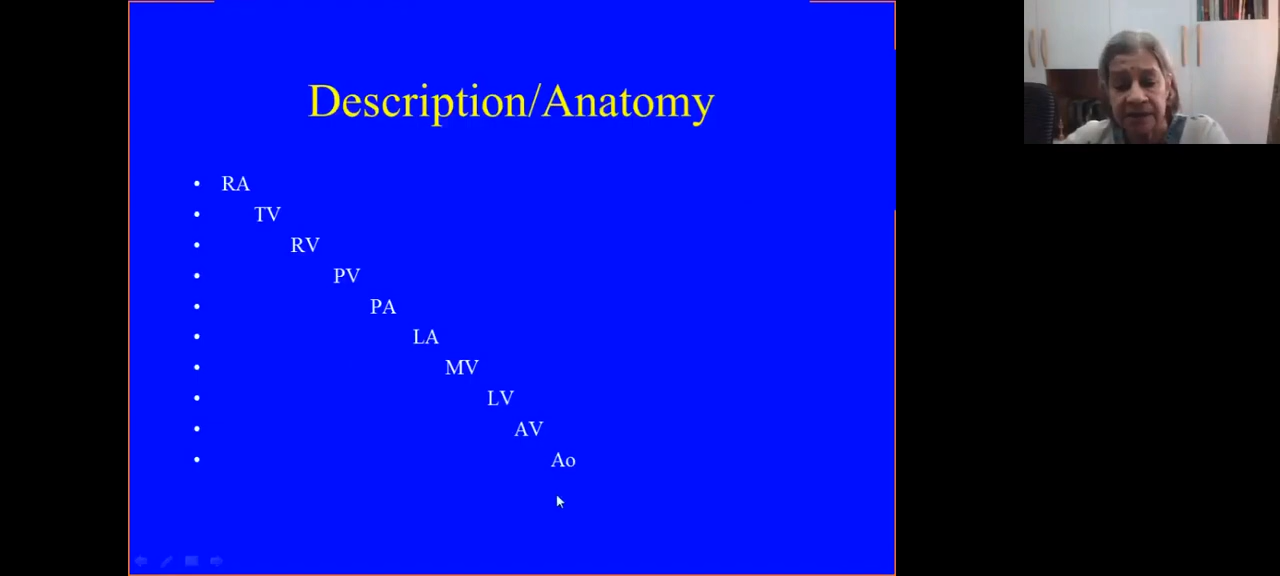 Description/Anatomy
• RA
• TV
• RV
• PV
• PA
• LA
• MV
• LV
• AV
• Ao